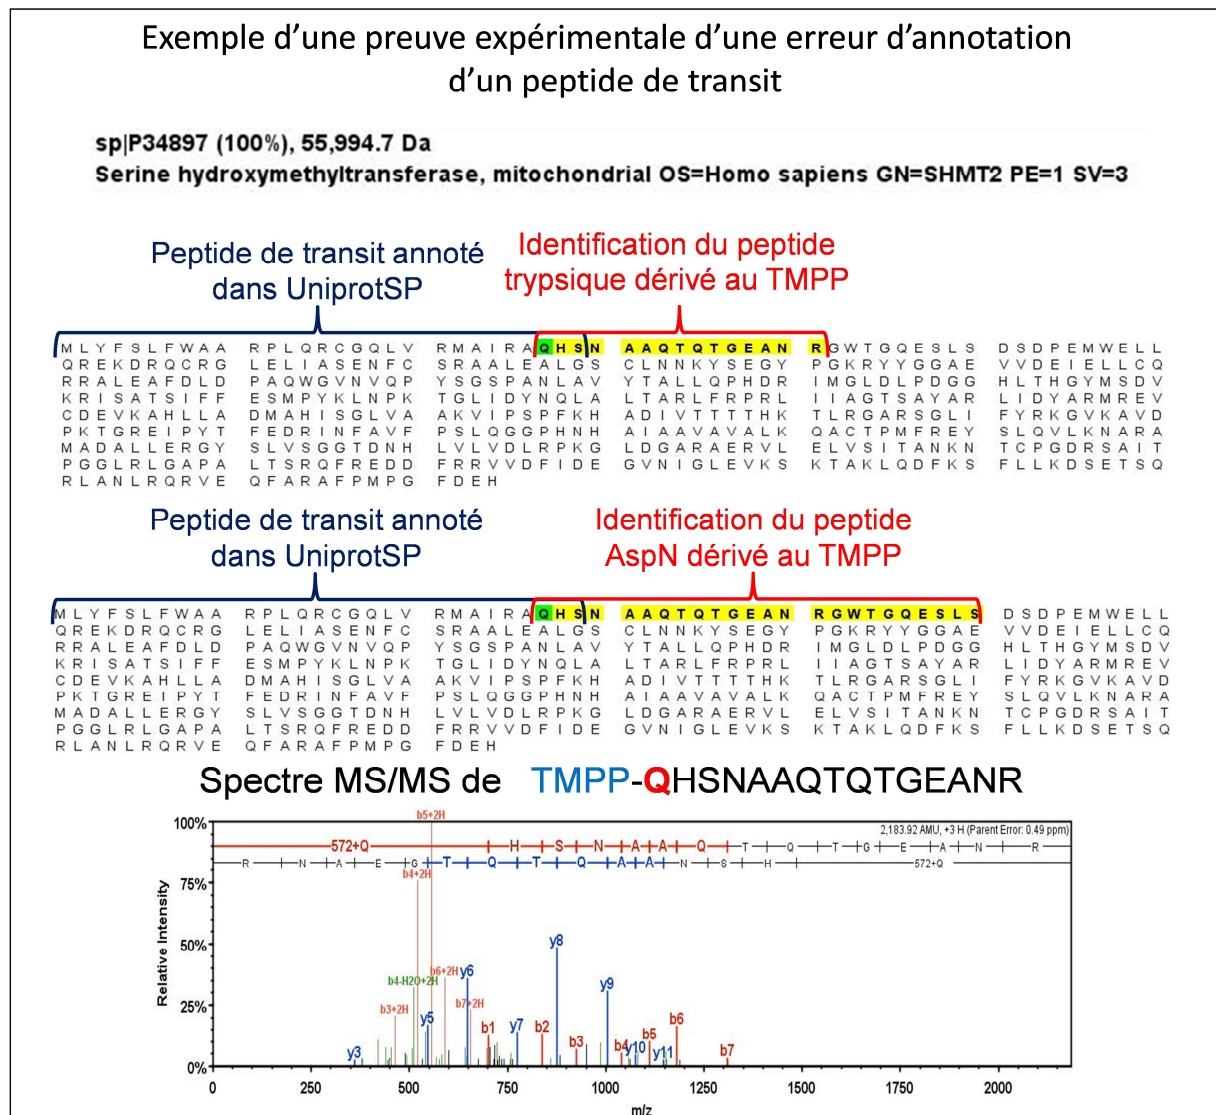 Exemple d'une preuve expérimentale d'une erreur d'annotation
d'un peptide de transit
sp|P34897 (100%), 55,994.7 Da
Serine hydroxymethyltransferase, mitochondrial OS=Homo sapiens GN=SHMT2 PE=1 SV=3
Peptide de transit annoté
dans UniprotSP
Identification du peptide
trypsique dérivé au TMPP
MLYFSLFWAA RPLQRCGQLV RMAIRAQHSN AAQTQTGEAN RGWTGQESLS DSDPEMWELL
QREKDRQCRG LELIASENFC SRAALEALGS CLNNKYSEGY PGKRYYGGAE VVDEIELLCQ
RRALEAFDLD PAQWGVNVQP YSGSPANLAV YTALLQPHDR IMGLDLPDGG HLTHGYMSDV
KRISATSIFF ESMPYKLNPK TGLIDYNQLA LTARLFRPRL IIAGTSAYAR LIDYARMREV
CDEVKAHLLA DMAHISGLVA AKVIPSPFKH ADIVTTTTHK TLRGARSGLI FYRKGVKAVD
PKTGREIPYT FEDRINFAVF PSLQGGPHNH AIAAVAVALK QACTPMFREY SLQVLKNARA
MADALLERGY SLVSGGTDNH LVLVDLRPKG LDGARAERVL ELVSITANKN TCPGDRSAIT
PGGLRLGAPA LTSRQFREDD FRRVVDFIDE GVNIGLEVKS KTAKLQDFKS FLLKDSETSQ
RLANLRQRVE QFARAFPMPG FDEH
Peptide de transit annoté
dans UniprotSP
Identification du peptide
AspN dérivé au TMPP
MLYFSLFWAA RPLQRCGQLV RMAIRAQHSN AAQTQTGEAN RGWTGQESLS DSDPEMWELL
QREKDRQCRG LELIASENFC SRAALEALGS CLNNKYSEGY PGKRYYGGAE VVDEIELLCQ
RRALEAFDLD PAQWGVNVQP YSGSPANLAV YTALLQPHDR IMGLDLPDGG HLTHGYMSDV
KRISATSIFF ESMPYKLNPK TGLIDYNQLA LTARLFRPRL IIAGTSAYAR LIDYARMREV
CDEVKAHLLA DMAHISGLVA AKVIPSPFKH ADIVTTTTHK TLRGARSGLI FYRKGVKAVD
PKTGREIPYT FEDRINFAVF PSLQGGPHNH AIAAVAVALK QACTPMFREY SLQVLKNARA
MADALLERGY SLVSGGTDNH LVLVDLRPKG LDGARAERVL ELVSITANKN TCPGDRSAIT
PGGLRLGAPA LTSRQFREDD FRRVVDFIDE GVNIGLEVKS KTAKLQDFKS FLLKDSETSQ
RLANLRQRVE QFARAFPMPG FDEH
Spectre MS/MS de TMPP-QHSNAAQTQTGEANR
b5+2H
100%
2,183.92 AMU, +3 H (Parent Error: 0.49 ppm)
572+Q H S N A A Q T Q T G E A N R
R N A E G T Q T Q A A N S H 572+Q
b4+2H
75%
50%
y8
b4-H2O+2H
b6+2H
y6
y9
25%
b3+2H
b7+2H
y5
b1
y7
b2
b3
b4
y10
b5
y11
b6
b7
y3
0%
Relative Intensity
0 250 500 750 1000 1250 1500 1750 2000
m/z